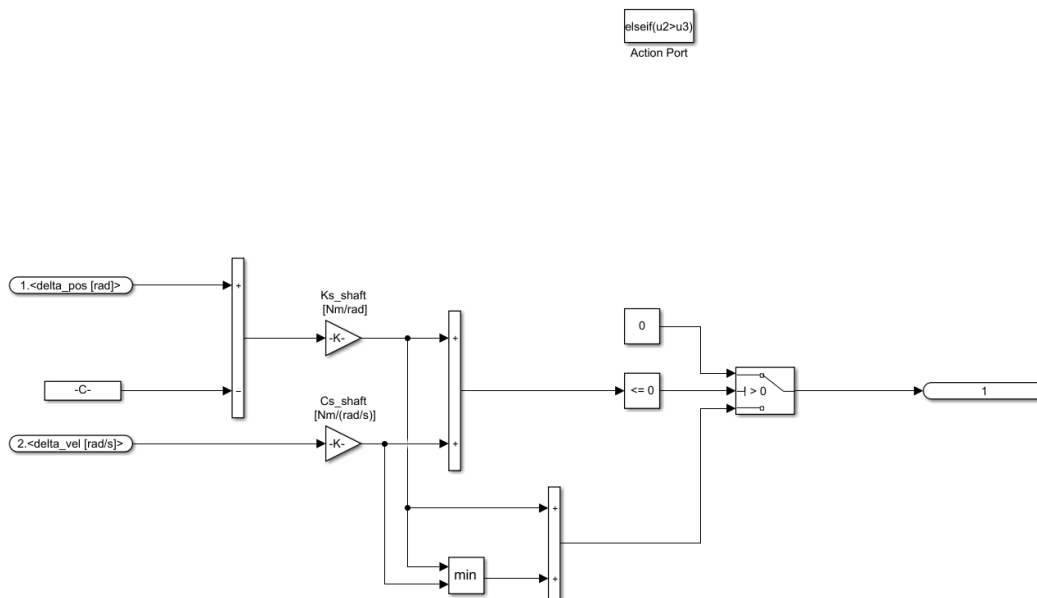 elseif(u2>u3)
Action Port
1.<delta_pos [rad]>
+
−
-C-
Ks_shaft
[Nm/rad]
-K-
2.<delta_vel [rad/s]>
Cs_shaft
[Nm/(rad/s)]
-K-
+
+
0
<= 0
> 0
1
+
+
min